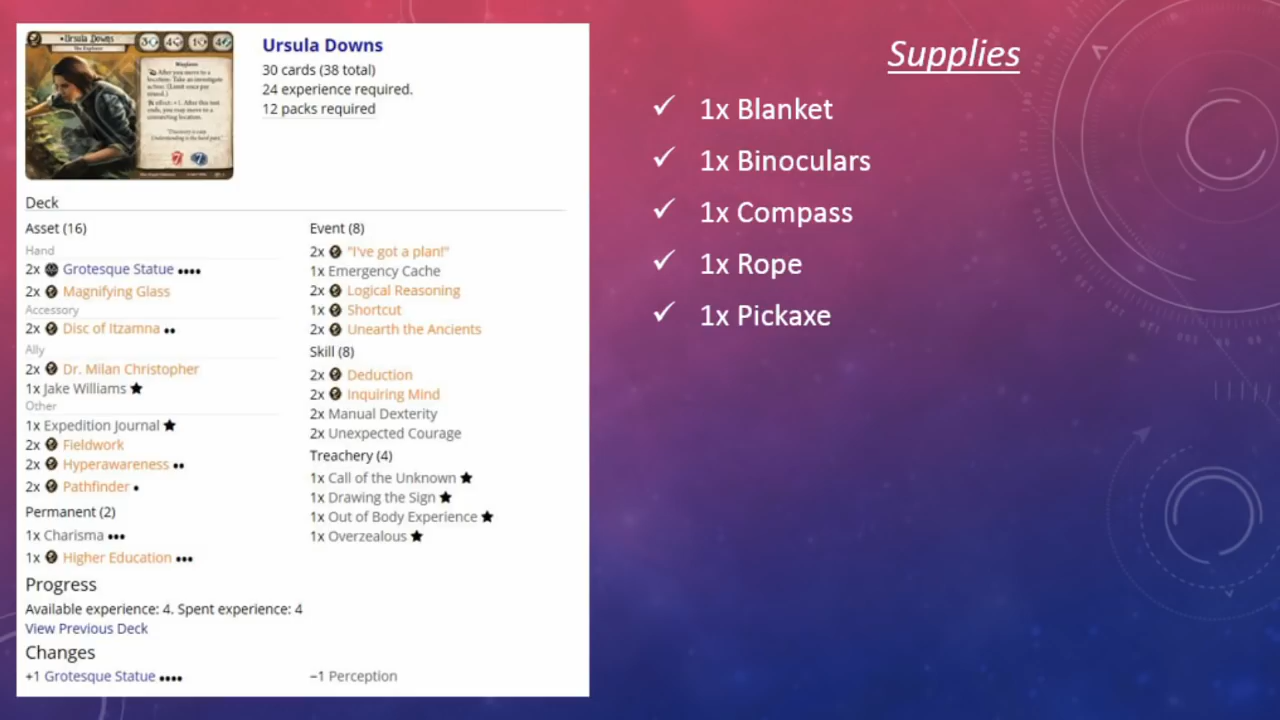 Ursula Downs
The Explorer
Ursula Downs
30 cards (38 total)
24 experience required.
12 packs required
Deck
Asset (16)
Hand
2x Grotesque Statue ••••
2x Magnifying Glass
Accessory
2x Disc of Itzamna ••
Ally
2x Dr. Milan Christopher
1x Jake Williams ★
Other
1x Expedition Journal ★
2x Fieldwork
2x Hyperawareness ••
2x Pathfinder •
Permanent (2)
1x Charisma •••
1x Higher Education •••
Event (8)
2x "I've got a plan!"
1x Emergency Cache
2x Logical Reasoning
1x Shortcut
2x Unearth the Ancients
Skill (8)
2x Deduction
2x Inquiring Mind
2x Manual Dexterity
2x Unexpected Courage
Treachery (4)
1x Call of the Unknown ★
1x Drawing the Sign ★
1x Out of Body Experience ★
1x Overzealous ★
Progress
Available experience: 4. Spent experience: 4
View Previous Deck
Changes
+1 Grotesque Statue ••••
−1 Perception
Supplies
✓ 1x Blanket
✓ 1x Binoculars
✓ 1x Compass
✓ 1x Rope
✓ 1x Pickaxe